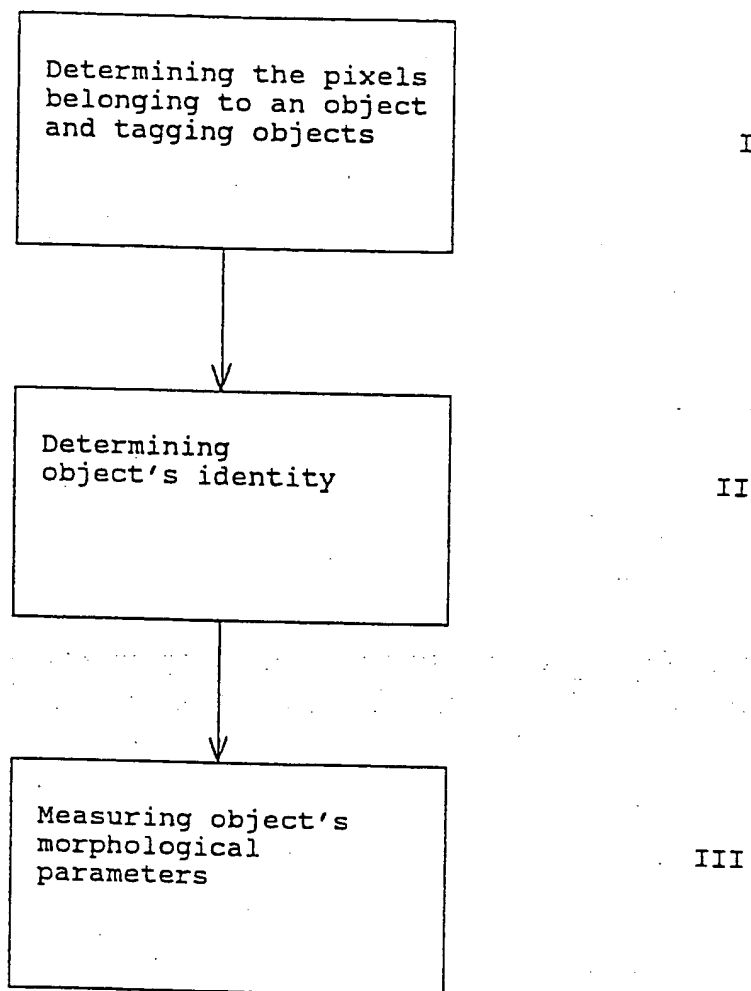 Determining the pixels
belonging to an object
and tagging objects
I
Determining
object's identity
II
Measuring object's
morphological
parameters
III